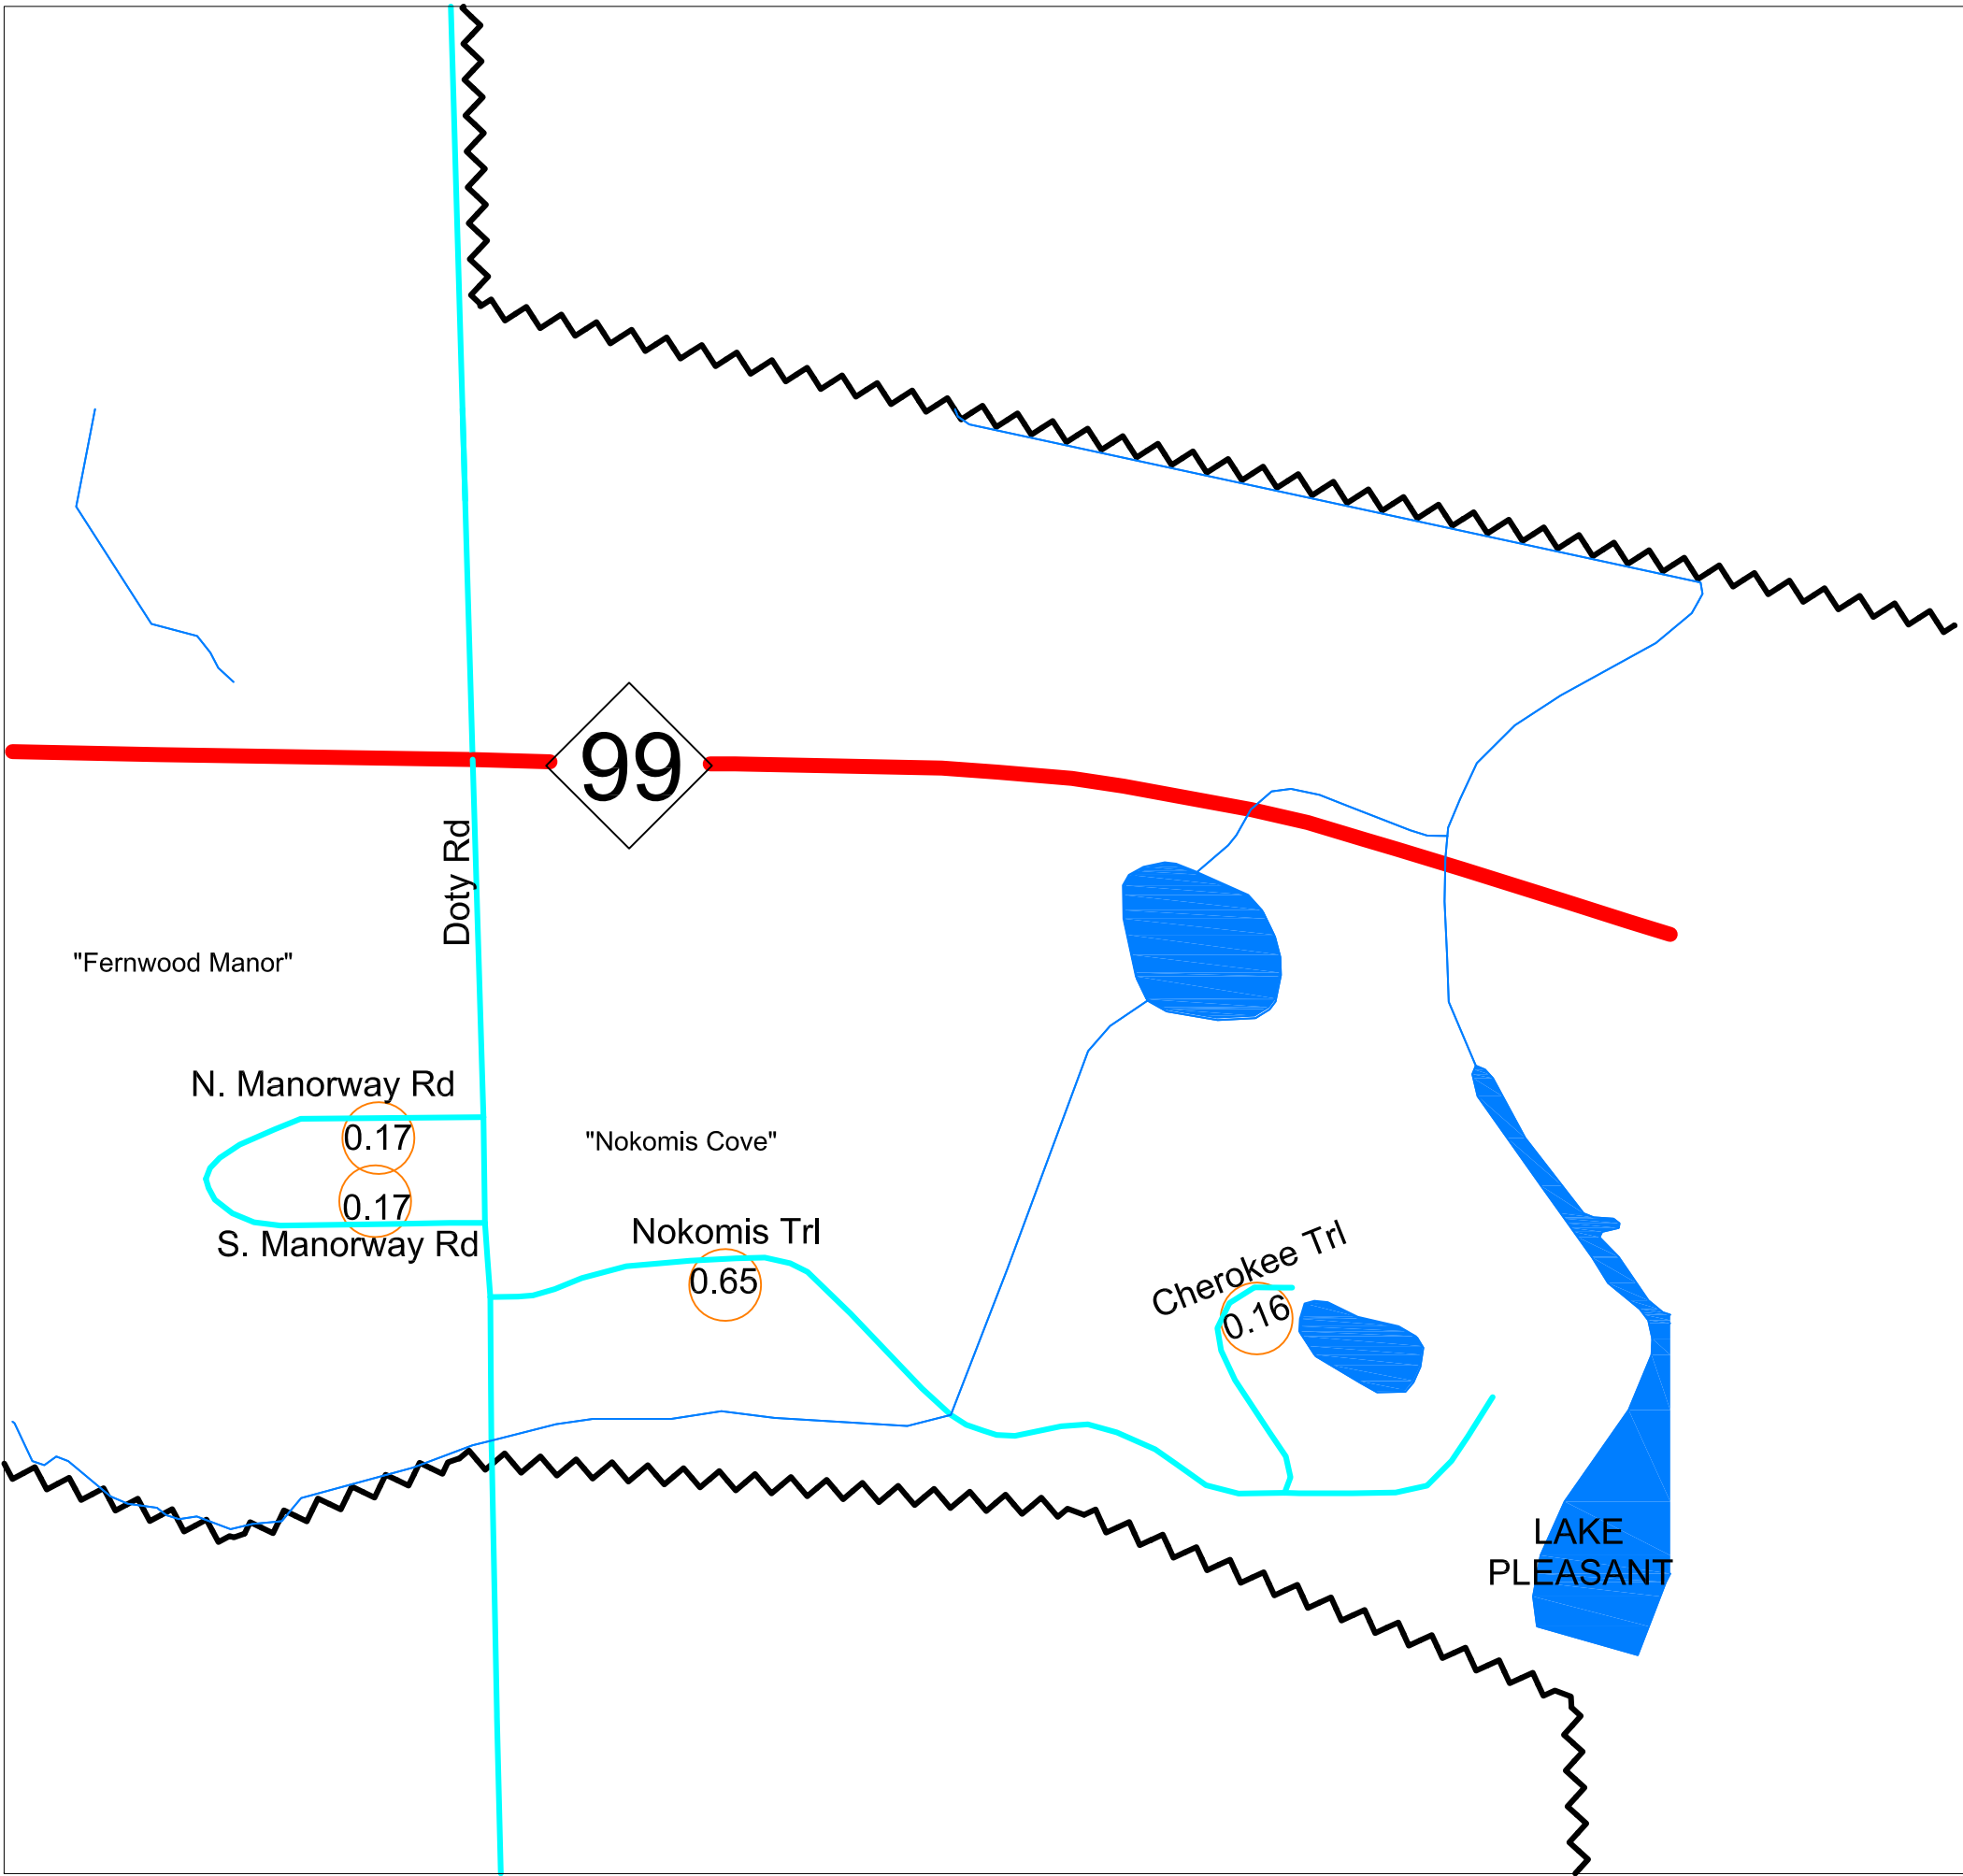 99
Doty Rd
"Fernwood Manor"
N. Manorway Rd
0.17
"Nokomis Cove"
0.17
S. Manorway Rd
Nokomis Trl
0.65
Cherokee Trl
0.16
LAKE
PLEASANT